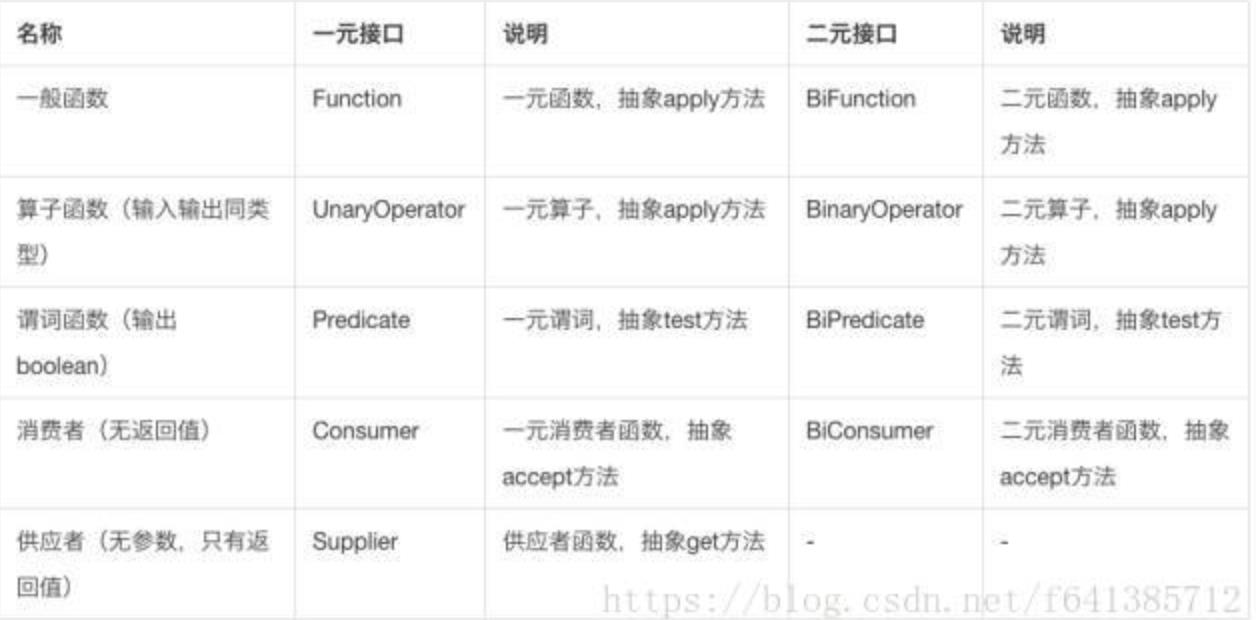 名称 一元接口 说明 二元接口 说明
一般函数 Function 一元函数，抽象apply方法 BiFunction 二元函数，抽象apply
方法
算子函数（输入输出同类 UnaryOperator 一元算子，抽象apply方法 BinaryOperator 二元算子，抽象apply
型） 方法
谓词函数（输出 Predicate 一元谓词，抽象test方法 BiPredicate 二元谓词，抽象test方
boolean） 法
消费者（无返回值） Consumer 一元消费者函数，抽象 BiConsumer 二元消费者函数，抽象
accept方法 accept方法
供应者（无参数，只有返 Supplier 供应者函数，抽象get方法 - -
回值）
https://blog.csdn.net/f641385712